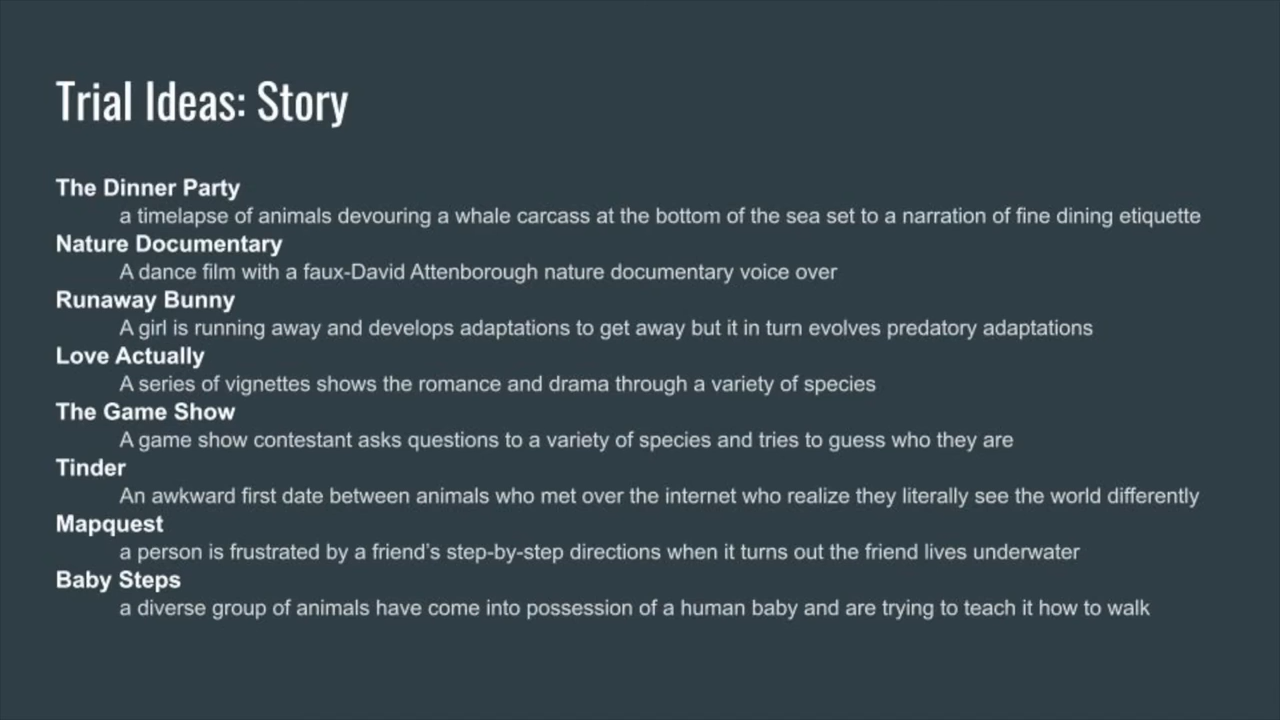 Trial Ideas: Story
The Dinner Party
a timelapse of animals devouring a whale carcass at the bottom of the sea set to a narration of fine dining etiquette
Nature Documentary
A dance film with a faux-David Attenborough nature documentary voice over
Runaway Bunny
A girl is running away and develops adaptations to get away but it in turn evolves predatory adaptations
Love Actually
A series of vignettes shows the romance and drama through a variety of species
The Game Show
A game show contestant asks questions to a variety of species and tries to guess who they are
Tinder
An awkward first date between animals who met over the internet who realize they literally see the world differently
Mapquest
a person is frustrated by a friend’s step-by-step directions when it turns out the friend lives underwater
Baby Steps
a diverse group of animals have come into possession of a human baby and are trying to teach it how to walk